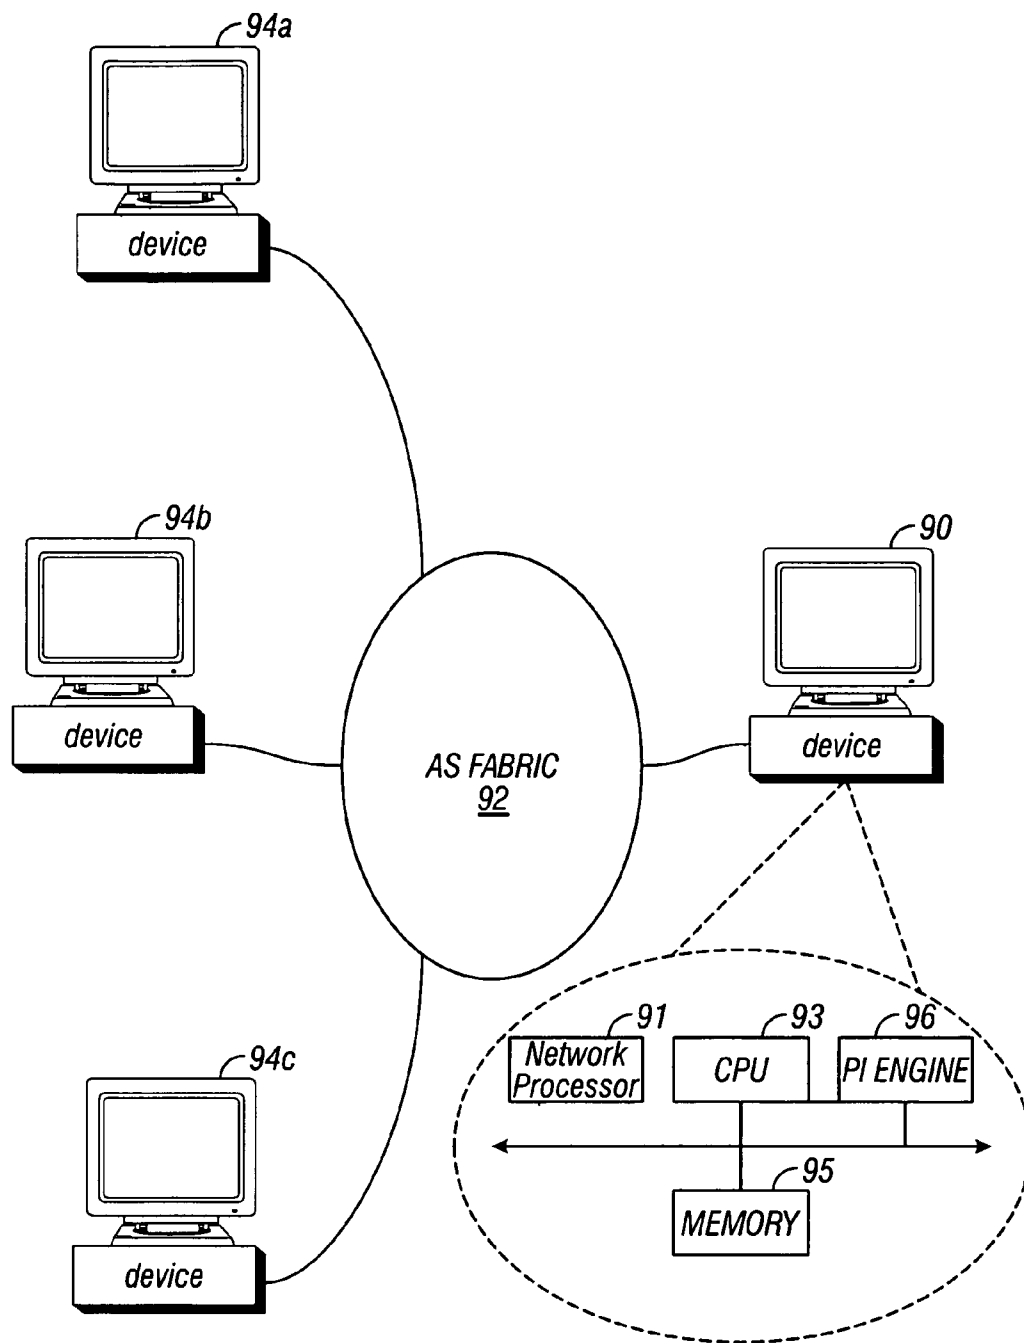 94a
device
94b
device
90
device
AS FABRIC
92
91
93
96
Network
Processor
CPU
PI ENGINE
95
MEMORY
94c
device